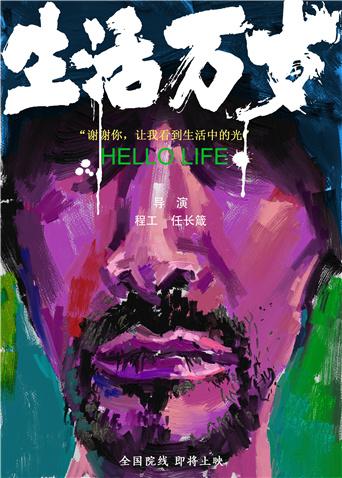 生活万岁
“谢谢你，让我看到生活中的光
HELLO LIFE
导 演
程工 任长箴
全国院线 即将上映